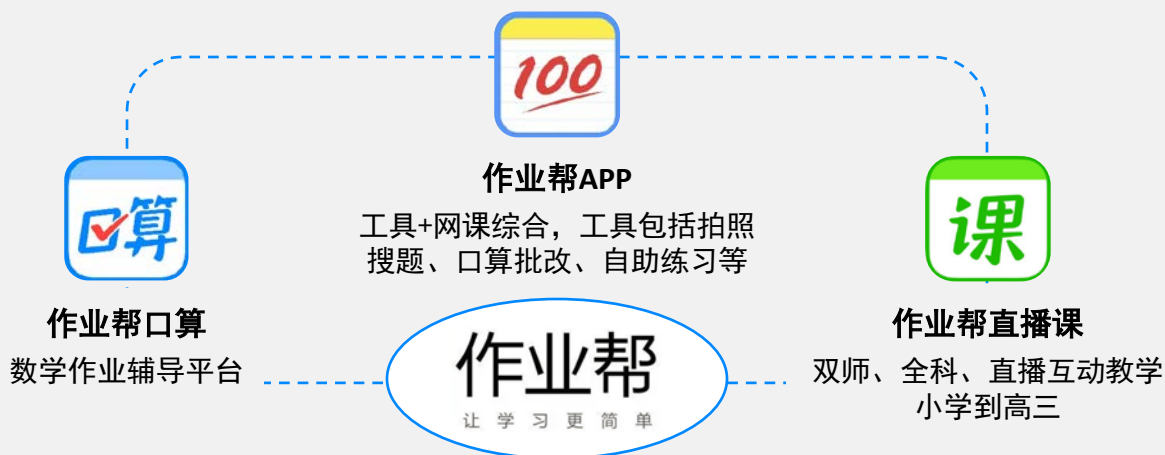 100
作业帮APP
工具+网课综合，工具包括拍照
搜题、口算批改、自助练习等
口算
作业帮口算
数学作业辅导平台
课
作业帮直播课
双师、全科、直播互动教学
小学到高三
作业帮
让学习更简单